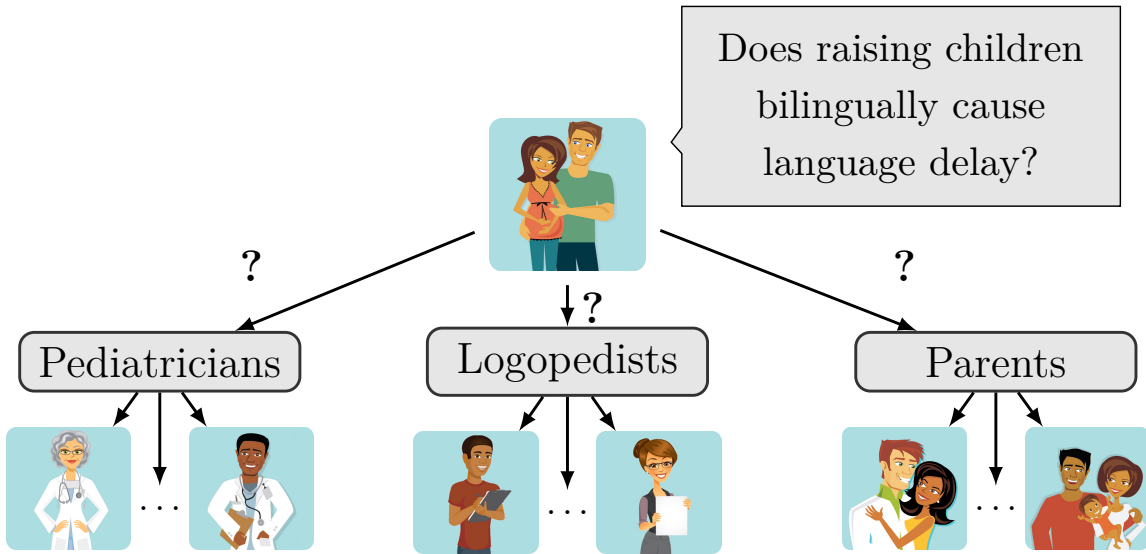 Does raising children
bilingually cause
language delay?
?
?
?
Pediatricians
Logopedists
Parents
...
...
...